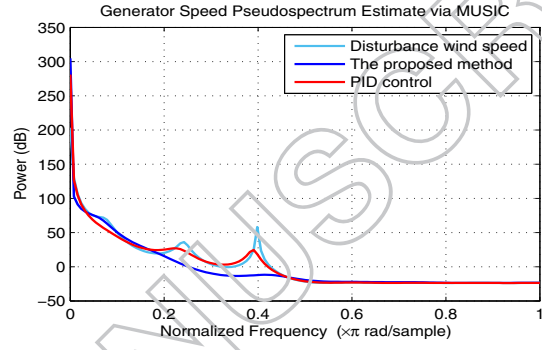 Generator Speed Pseudospectrum Estimate via MUSIC
Disturbance wind speed
The proposed method
PID control
Power (dB)
350
300
250
200
150
100
50
0
−50
0
0.2
0.4
0.6
0.8
1
Normalized Frequency (×π rad/sample)
NUSCR